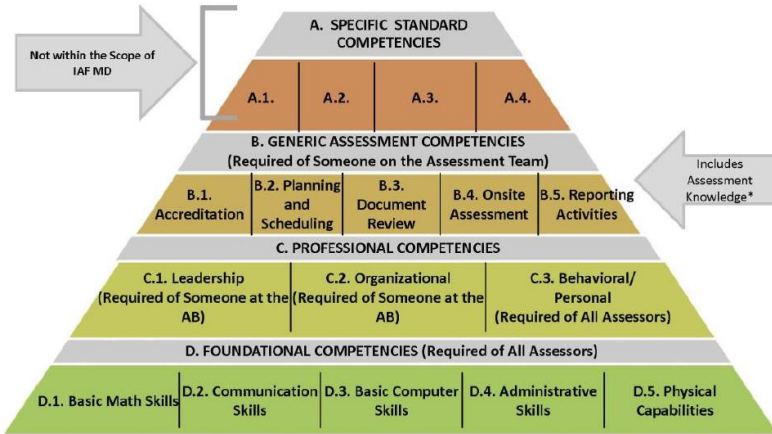 A. SPECIFIC STANDARD
COMPETENCIES
Not within the Scope of
IAF MD
A.1.
A.2.
A.3.
A.4.
B. GENERIC ASSESSMENT COMPETENCIES
(Required of Someone on the Assessment Team)
Includes
Assessment
Knowledge*
B.1.
Accreditation
B.2. Planning
and
Scheduling
B.3.
Document
Review
B.4. Onsite
Assessment
B.5. Reporting
Activities
C. PROFESSIONAL COMPETENCIES
C.1. Leadership
(Required of Someone at the
AB)
C.2. Organizational
(Required of Someone at the
AB)
C.3. Behavioral/
Personal
(Required of All Assessors)
D. FOUNDATIONAL COMPETENCIES (Required of All Assessors)
D.1. Basic Math Skills
D.2. Communication
Skills
D.3. Basic Computer
Skills
D.4. Administrative
Skills
D.5. Physical
Capabilities